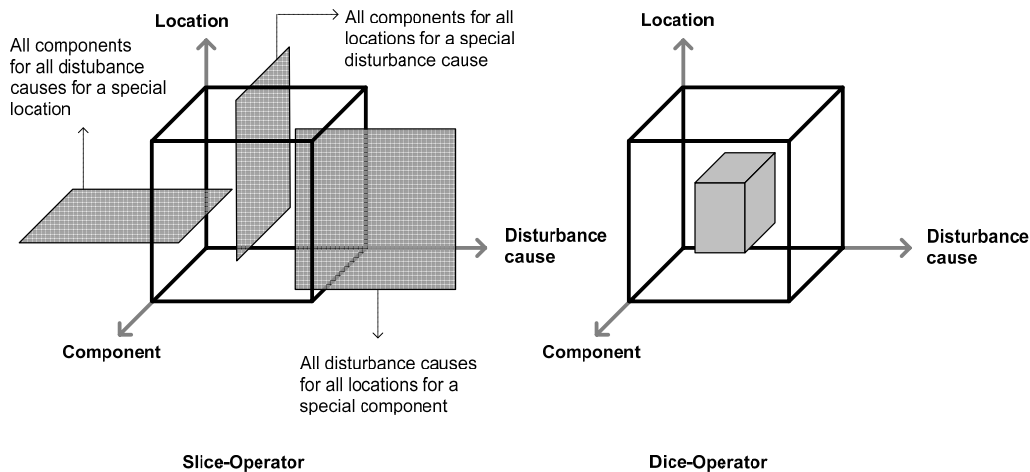 Location
All components
for all distubance
causes for a special
location
All components for all
locations for a special
disturbance cause
Disturbance
cause
Component
All disturbance causes
for all locations for a
special component
Slice-Operator
Location
Disturbance
cause
Component
Dice-Operator